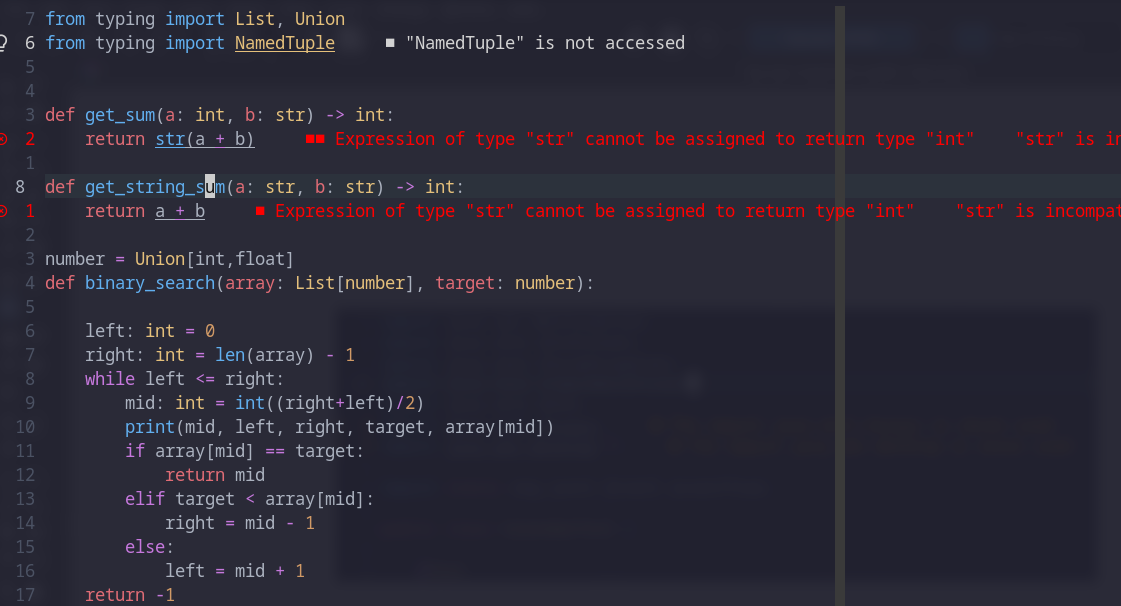 7 from typing import List, Union
6 from typing import NamedTuple     ■ "NamedTuple" is not accessed
5
4
3 def get_sum(a: int, b: str) -> int:
2     return str(a + b)     ■■ Expression of type "str" cannot be assigned to return type "int"    "str" is in
1
8 def get_string_sum(a: str, b: str) -> int:
1     return a + b     ■ Expression of type "str" cannot be assigned to return type "int"    "str" is incompat
2
3 number = Union[int,float]
4 def binary_search(array: List[number], target: number):
5
6     left: int = 0
7     right: int = len(array) - 1
8     while left <= right:
9         mid: int = int((right+left)/2)
10         print(mid, left, right, target, array[mid])
11         if array[mid] == target:
12             return mid
13         elif target < array[mid]:
14             right = mid - 1
15         else:
16             left = mid + 1
17     return -1